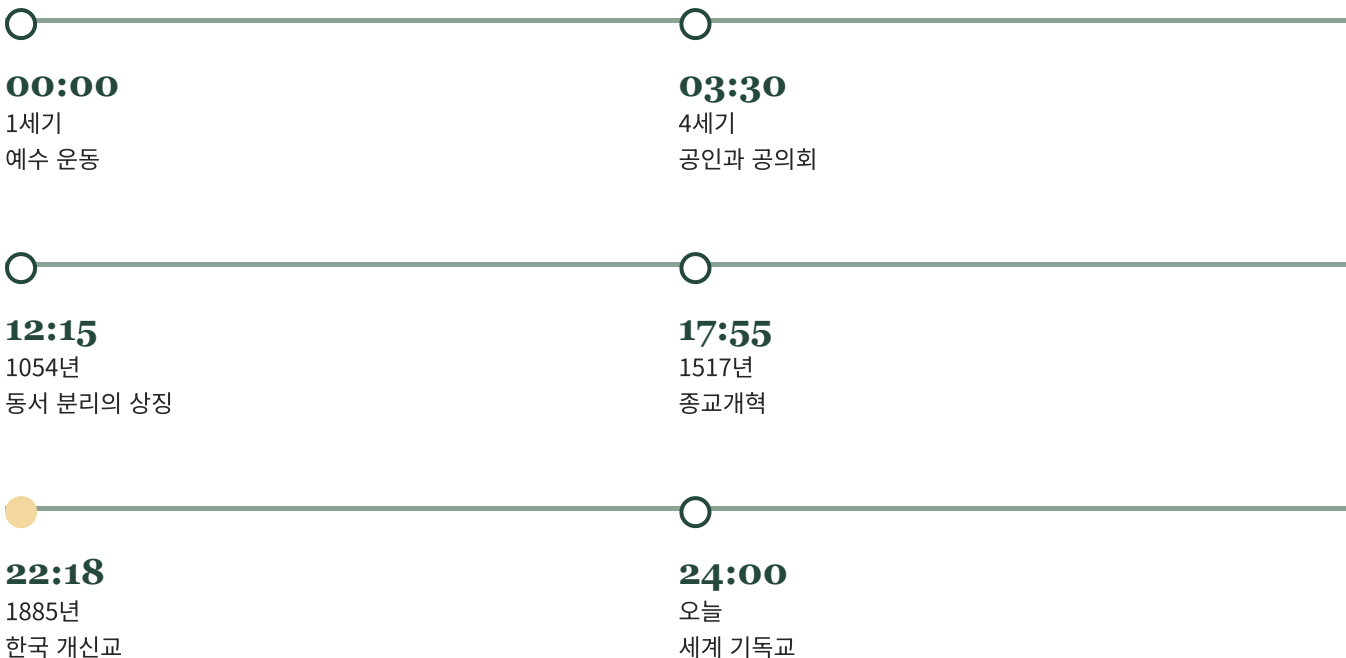 00:00
1세기
예수 운동
03:30
4세기
공인과 공의회
12:15
1054년
동서 분리의 상징
17:55
1517년
종교개혁
22:18
1885년
한국 개신교
24:00
오늘
세계 기독교